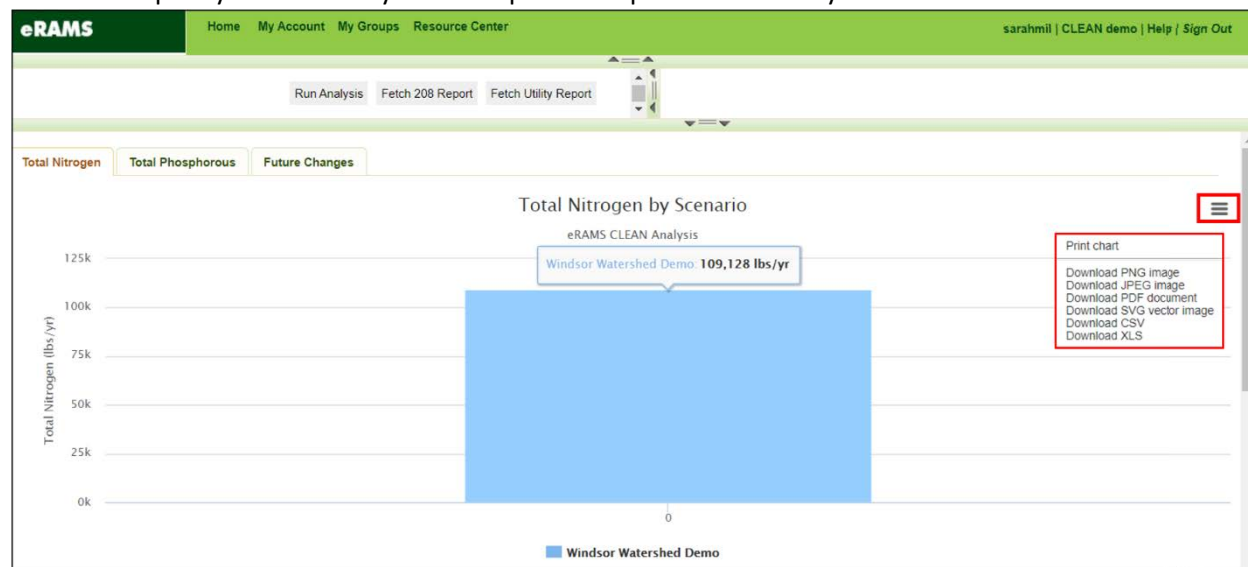 eRAMS
Home My Account My Groups Resource Center
sarahmil | CLEAN demo | Help / Sign Out
Run Analysis Fetch 208 Report Fetch Utility Report
Total Nitrogen Total Phosphorous Future Changes
Total Nitrogen by Scenario
eRAMS CLEAN Analysis
Windsor Watershed Demo: 109,128 lbs/yr
Print chart
Download PNG image
Download JPEG image
Download PDF document
Download SVG vector image
Download CSV
Download XLS
Total Nitrogen (lbs/yr)
125k
100k
75k
50k
25k
0k
0
Windsor Watershed Demo